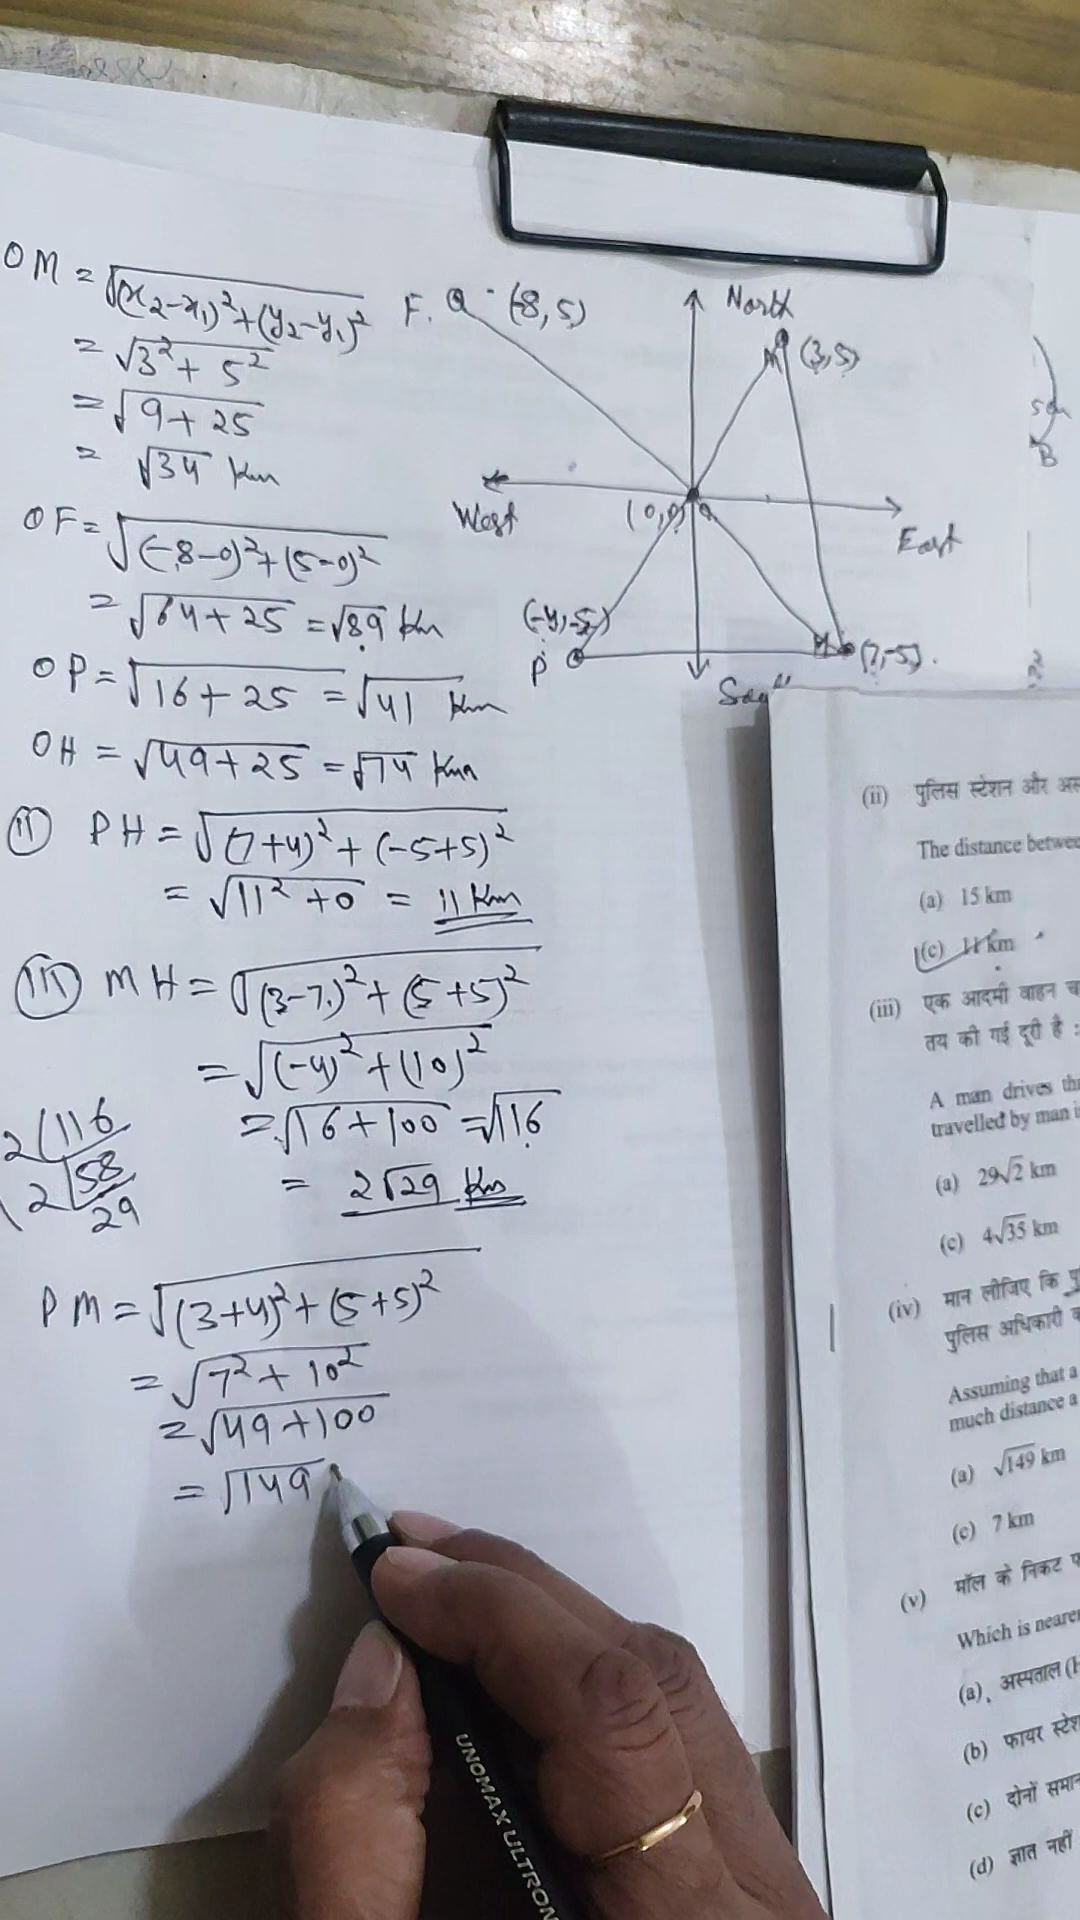 OM = √(x₂-x₁)²+(y₂-y₁)²
= √3²+ 5²
= √9+ 25
= √34 Km
OF= √(-8-0)²+(5-0)²
= √64+25 =√89 Km
OP= √16+25 =√41 Km
OH = √49+25 =√74 Km
(ii) PH = √(7+4)²+(-5+5)²
= √11²+0 = 11 Km
(iii) MH = √(3-7)²+(5+5)²
= √(-4)²+(10)²
=√16+100 =√116
= 2√29 Km
2 116
2 58
29
PM = √(3+4)²+(5+5)²
= √7²+ 10²
= √49+100
= √149
F. (-8,5)
North
M (3,5)
West
(0,0)
East
(-4,-5)
P
H (7,-5).
B
(ii) पुलिस स्टेशन और
The distance
(a) 15 km
(c) 11 km
(iii) एक आदमी वाहन
तय की गई दूरी है :
A man drives
travelled by man
(a) 29√2 km
(c) 4√35 km
(iv) मान लीजिए कि
पुलिस अधिकारी
Assuming that a
much distance a
(a) √149 km
(c) 7 km
(v) मॉल के निकट
Which is
(a) अस्पताल
(b) फायर
(c) दोनों
(d) ज्ञात नहीं
UNOMAX ULTRON